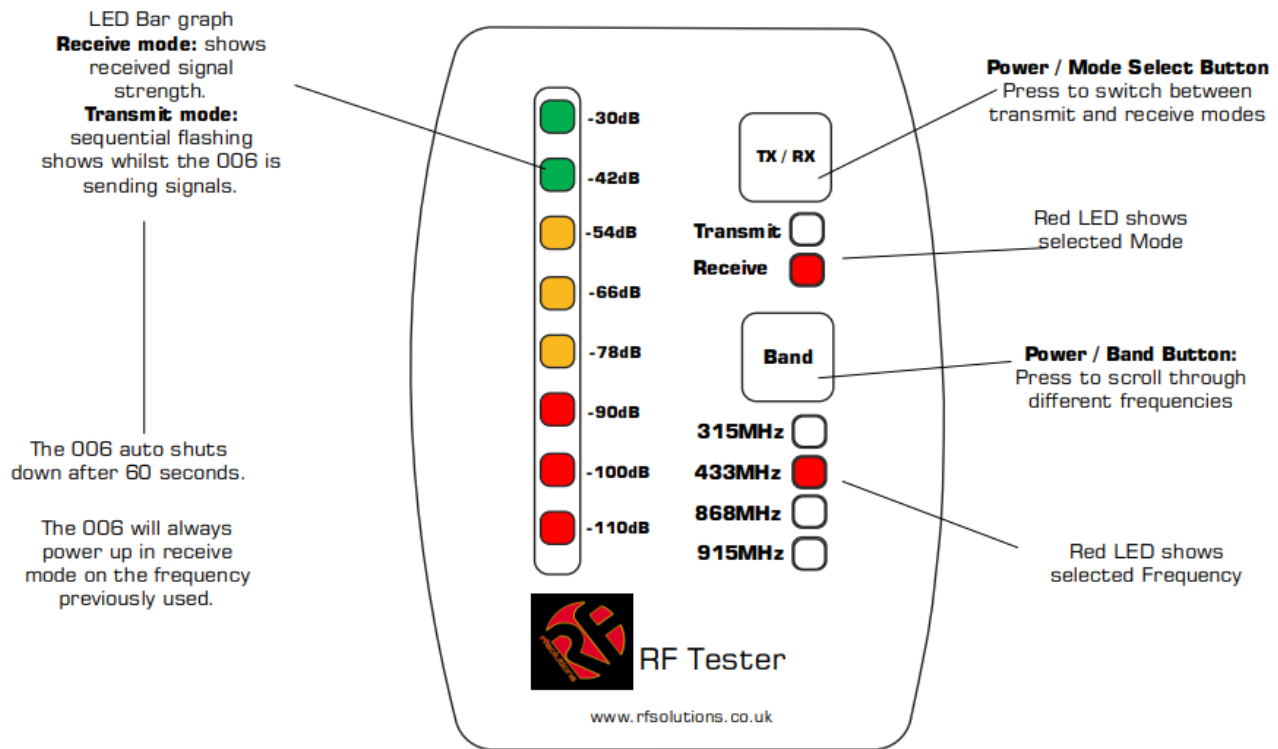 LED Bar graph
Receive mode: shows
received signal
strength.
Transmit mode:
sequential flashing
shows whilst the 006 is
sending signals.
The 006 auto shuts
down after 60 seconds.
The 006 will always
power up in receive
mode on the frequency
previously used.
-30dB
-42dB
-54dB
-66dB
-78dB
-90dB
-100dB
-110dB
TX / RX
Transmit
Receive
Band
315MHz
433MHz
868MHz
915MHz
RF
rfsolutions
RF Tester
www.rfsolutions.co.uk
Power / Mode Select Button
Press to switch between
transmit and receive modes
Red LED shows
selected Mode
Power / Band Button:
Press to scroll through
different frequencies
Red LED shows
selected Frequency